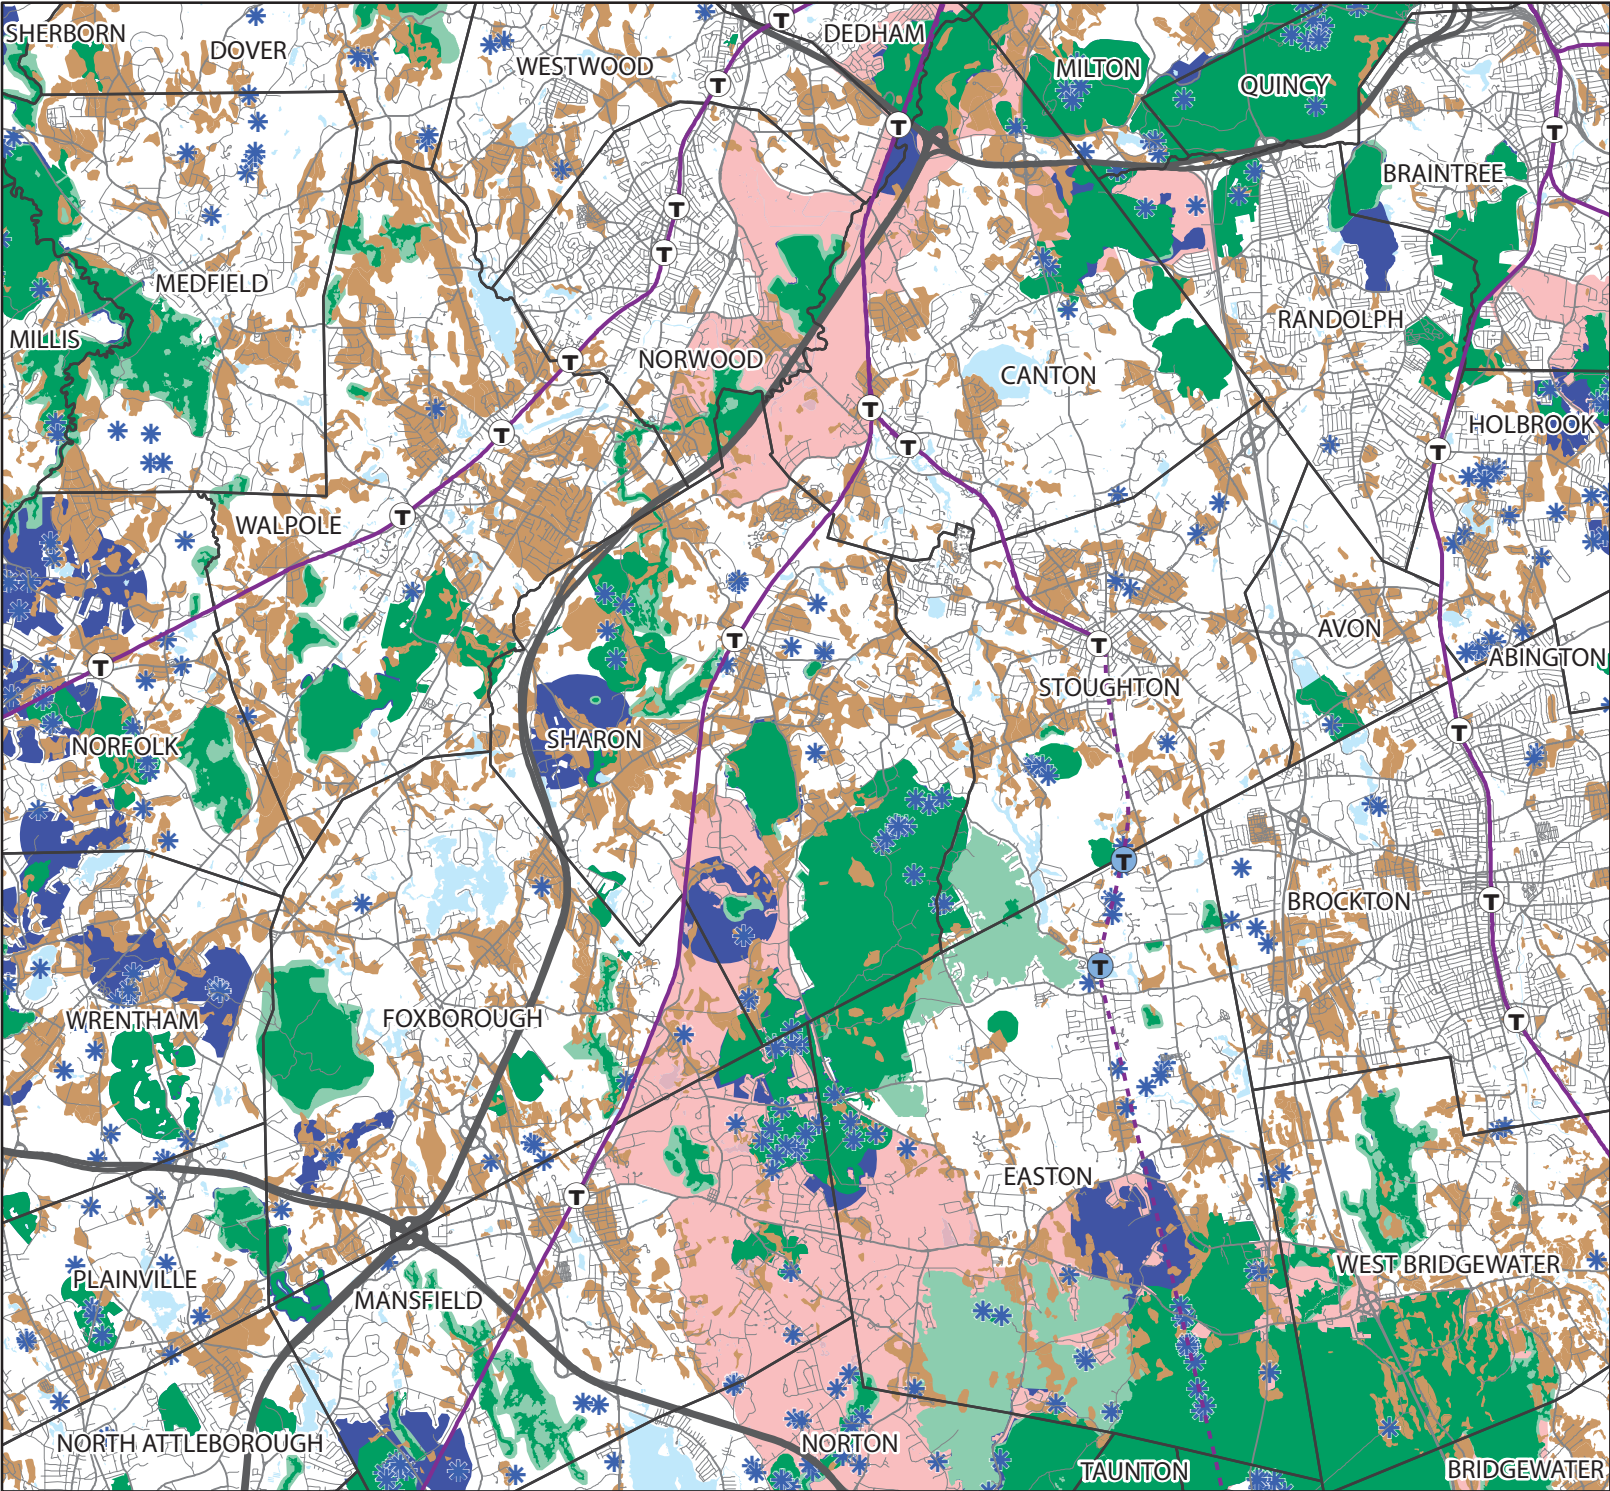 T
SHERBORN
DEDHAM
DOVER
WESTWOOD
MILTON
T
QUINCY
T
T
BRAINTREE
T
T
MEDFIELD
RANDOLPH
MILLIS
NORWOOD
T
CANTON
T
HOLBROOK
T
T
T
T
WALPOLE
AVON
T
T
ABINGTON
T
STOUGHTON
T
SHARON
NORFOLK
T
BROCKTON
T
T
WRENTHAM
FOXBOROUGH
T
EASTON
T
WEST BRIDGEWATER
PLAINVILLE
MANSFIELD
NORTH ATTLEBOROUGH
NORTON
TAUNTON
BRIDGEWATER